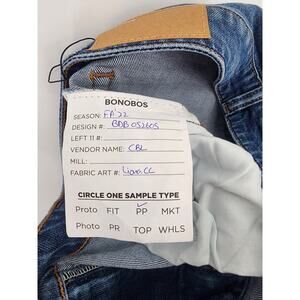 BONOBOS
SEASON: FA'22
DESIGN #: BDB0S260S
LEFT 11 #:
VENDOR NAME: CBL
MILL:
FABRIC ART #:
CIRCLE ONE SAMPLE TYPE
Proto FIT PP MKT
Photo PR TOP WHLS